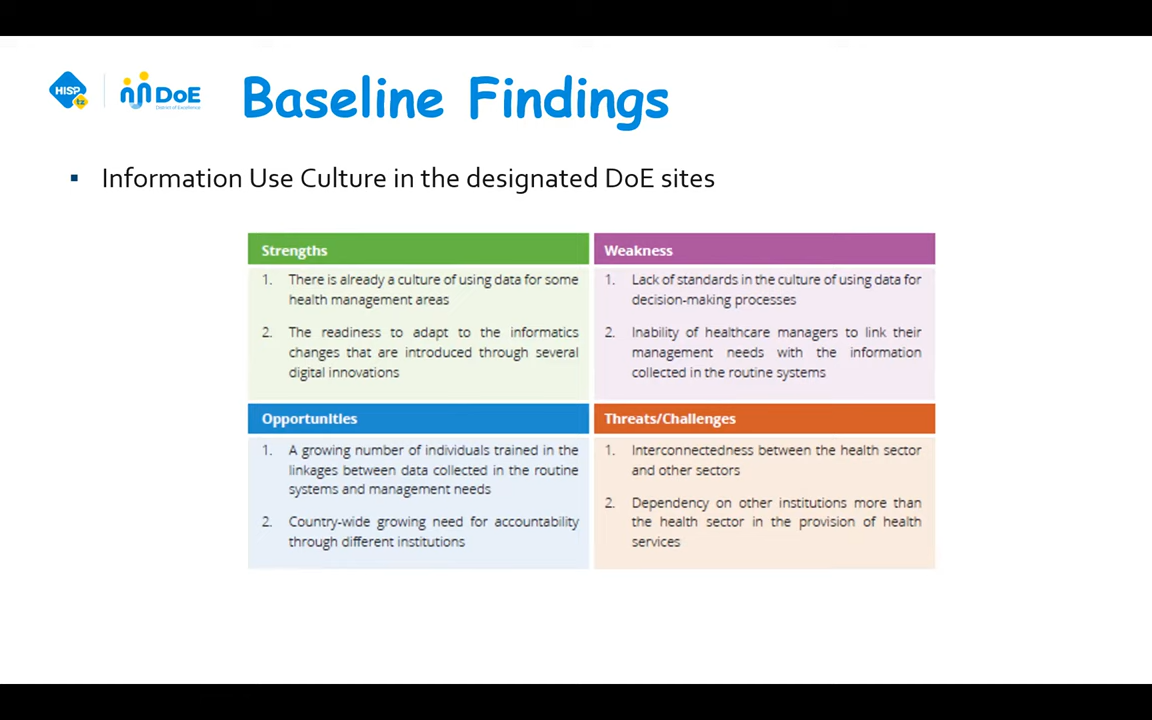 HISP
tz
DoE
District of Excellence
Baseline Findings
▪ Information Use Culture in the designated DoE sites
Strengths
1. There is already a culture of using data for some
health management areas
2. The readiness to adapt to the informatics
changes that are introduced through several
digital innovations
Weakness
1. Lack of standards in the culture of using data for
decision-making processes
2. Inability of healthcare managers to link their
management needs with the information
collected in the routine systems
Opportunities
1. A growing number of individuals trained in the
linkages between data collected in the routine
systems and management needs
2. Country-wide growing need for accountability
through different institutions
Threats/Challenges
1. Interconnectedness between the health sector
and other sectors
2. Dependency on other institutions more than
the health sector in the provision of health
services